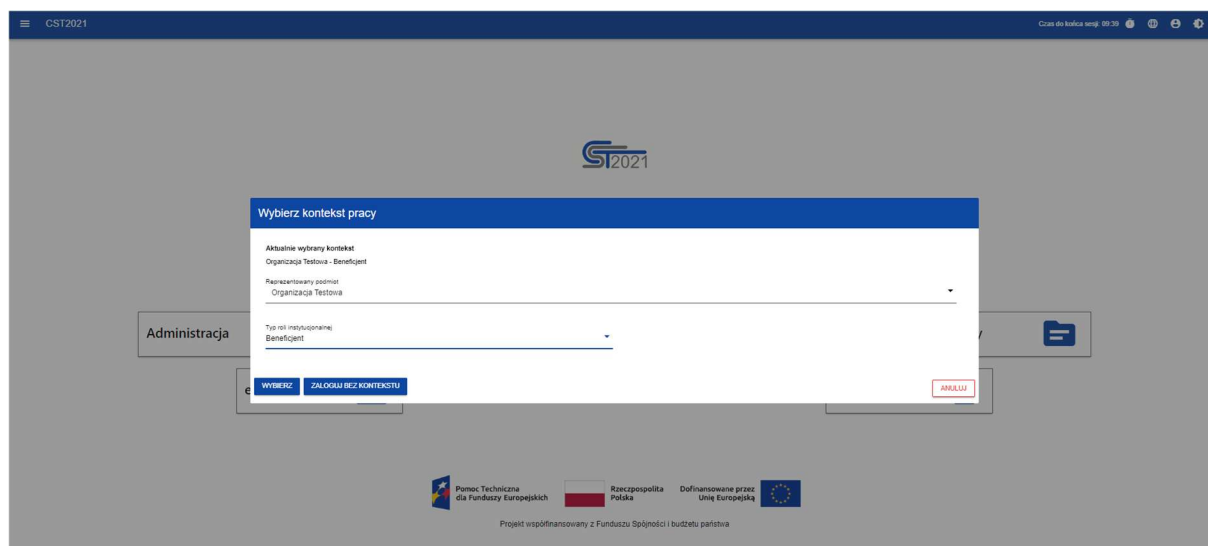 CST2021
Czas do końca sesji: 09:39
2021
Wybierz kontekst pracy
Aktualnie wybrany kontekst
Organizacja Testowa - Beneficjent
Reprezentowany podmiot
Organizacja Testowa
Typ roli instytucjonalnej
Beneficjent
Administracja
WYBIERZ
ZALOGUJ BEZ KONTEKSTU
ANULUJ
Pomoc Techniczna
dla Funduszy Europejskich
Rzeczpospolita
Polska
Dofinansowane przez
Unię Europejską
Projekt współfinansowany z Funduszu Spójności i budżetu państwa